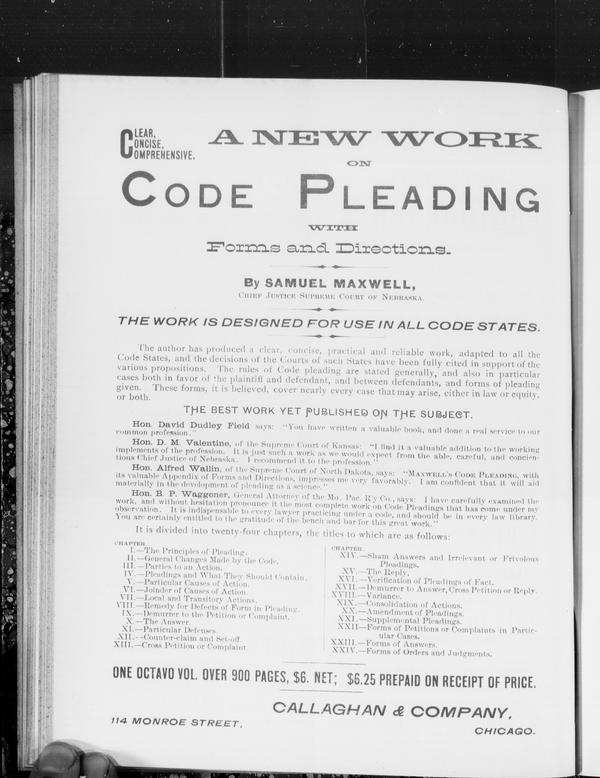 CLEAR,
CONCISE,
COMPREHENSIVE.
A NEW WORK
ON
CODE PLEADING
WITH
Forms and Directions.
By SAMUEL MAXWELL,
CHIEF JUSTICE SUPREME COURT OF NEBRASKA.
THE WORK IS DESIGNED FOR USE IN ALL CODE STATES.
The author has produced a clear, concise, practical and reliable work, adapted to all the
Code States, and the decisions of the Courts of such States have been fully cited in support of the
various propositions. The rules of Code pleading are stated generally, and also in particular
cases both in favor of the plaintiff and defendant, and between defendants, and forms of pleading
given. These forms, it is believed, cover nearly every case that may arise, either in law or equity,
or both.
THE BEST WORK YET PUBLISHED ON THE SUBJECT.
Hon. David Dudley Field says: "You have written a valuable book, and done a real service to our
common profession."
Hon. D. M. Valentine, of the Supreme Court of Kansas: "I find it a valuable addition to the working
implements of the profession. It is just such a work as we would expect from the able, careful, and concien-
tious Chief Justice of Nebraska. I recommend it to the profession."
Hon. Alfred Wallin, of the Supreme Court of North Dakota, says: "MAXWELL'S CODE PLEADING, with
its valuable Appendix of Forms and Directions, impresses me very favorably. I am confident that it will aid
materially in the development of pleading as a science."
Hon. B. P. Waggener, General Attorney of the Mo. Pac. R'y Co., says: I have carefully examined the
work, and without hesitation pronounce it the most complete work on Code Pleadings that has come under my
observation. It is indispensable to every lawyer practicing under a code, and should be in every law library.
You are certainly entitled to the gratitude of the bench and bar for this great work."
It is divided into twenty-four chapters, the titles to which are as follows:
CHAPTER.
I.—The Principles of Pleading.
II.—General Changes Made by the Code.
III.—Parties to an Action.
IV.—Pleadings and What They Should Contain.
V.—Particular Causes of Action.
VI.—Joinder of Causes of Action.
VII.—Local and Transitory Actions.
VIII.—Remedy for Defects of Form in Pleading.
IX.—Demurrer to the Petition or Complaint.
X.—The Answer.
XI.—Particular Defenses.
XII.—Counter-claim and Set-off.
XIII.—Cross Petition or Complaint.
CHAPTER.
XIV.—Sham Answers and Irrelevant or Frivolous
Pleadings.
XV.—The Reply.
XVI.—Verification of Pleadings of Fact.
XVII.—Demurrer to Answer, Cross Petition or Reply.
XVIII.—Variance.
XIX.—Consolidation of Actions.
XX.—Amendment of Pleadings.
XXI.—Supplemental Pleadings.
XXII—Forms of Petitions or Complaints in Partic-
ular Cases.
XXIII.—Forms of Answers.
XXIV.—Forms of Orders and Judgments.
ONE OCTAVO VOL. OVER 900 PAGES, $6. NET; $6.25 PREPAID ON RECEIPT OF PRICE.
CALLAGHAN & COMPANY,
114 MONROE STREET,
CHICAGO.